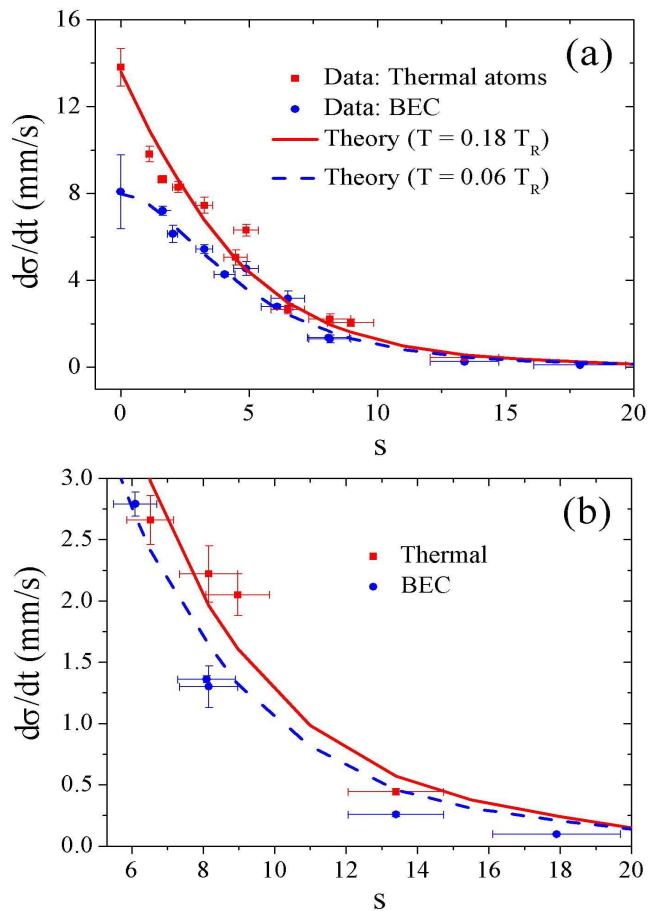 (a)
Data: Thermal atoms
Data: BEC
Theory (T = 0.18 T_R)
Theory (T = 0.06 T_R)
dσ/dt (mm/s)
16
12
8
4
0
0 5 10 15 20
s
(b)
Thermal
BEC
dσ/dt (mm/s)
3.0
2.5
2.0
1.5
1.0
0.5
0.0
6 8 10 12 14 16 18 20
s